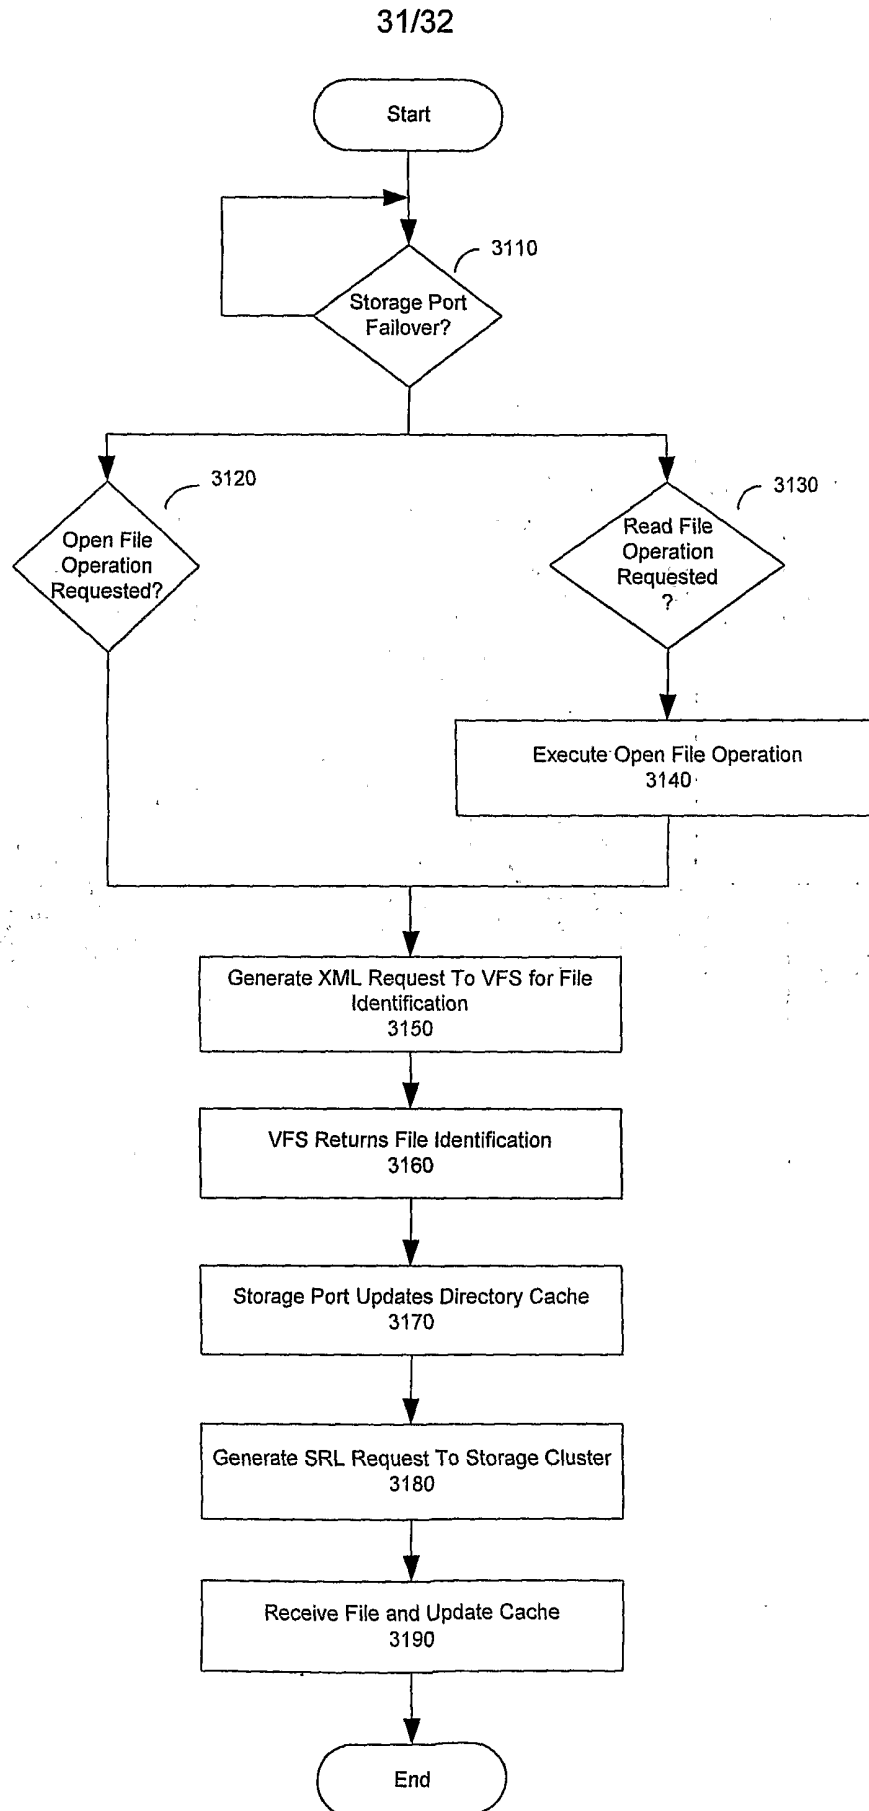 31/32
Start
3110
Storage Port
Failover?
3120
3130
Open File
Operation
Requested?
Read File
Operation
Requested
?
Execute Open File Operation
3140
Generate XML Request To VFS for File
Identification
3150
VFS Returns File Identification
3160
Storage Port Updates Directory Cache
3170
Generate SRL Request To Storage Cluster
3180
Receive File and Update Cache
3190
End